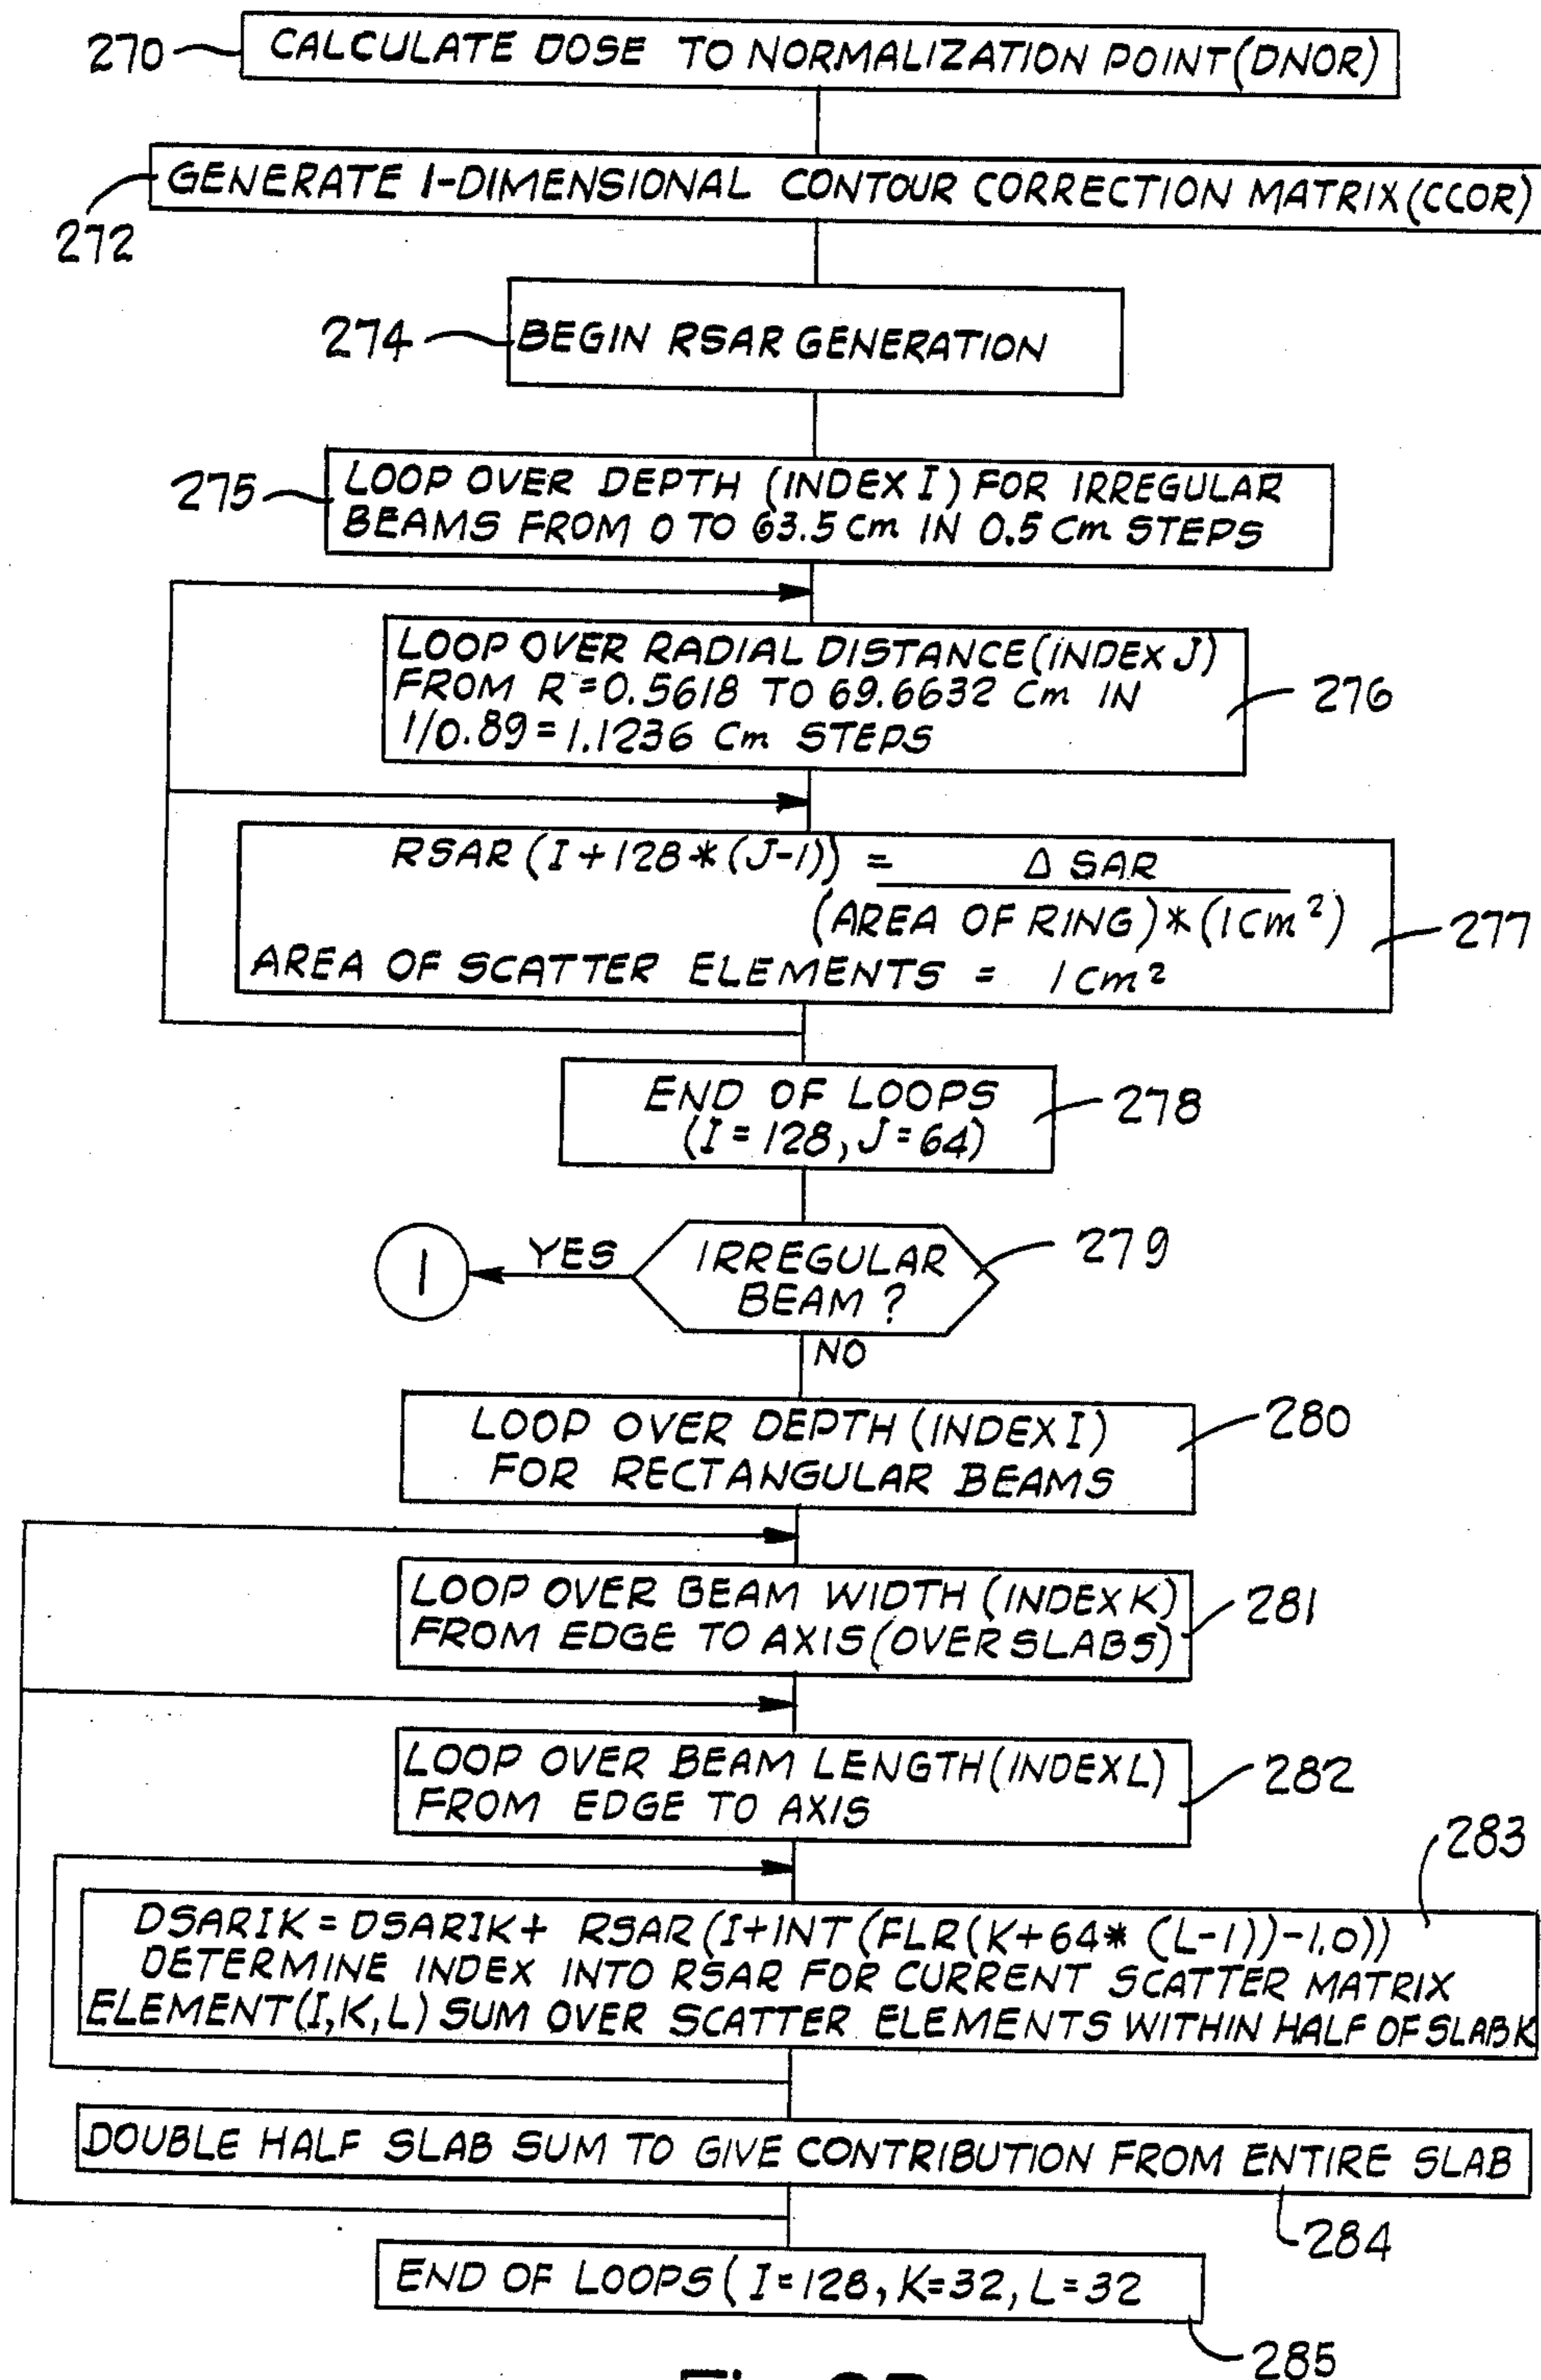 270 CALCULATE DOSE TO NORMALIZATION POINT (DNOR)
GENERATE 1-DIMENSIONAL CONTOUR CORRECTION MATRIX (CCOR)
272
274 BEGIN RSAR GENERATION
275 LOOP OVER DEPTH (INDEX I) FOR IRREGULAR
BEAMS FROM 0 TO 63.5 Cm IN 0.5 Cm STEPS
LOOP OVER RADIAL DISTANCE (INDEX J)
FROM R = 0.5618 TO 69.6632 Cm IN 276
1/0.89 = 1.1236 Cm STEPS
RSAR (I+128*(J-1)) = Δ SAR
(AREA OF RING)*(1 Cm²) 277
AREA OF SCATTER ELEMENTS = 1 Cm²
END OF LOOPS 278
(I = 128, J = 64)
1 YES IRREGULAR 279
BEAM ?
NO
LOOP OVER DEPTH (INDEX I) 280
FOR RECTANGULAR BEAMS
LOOP OVER BEAM WIDTH (INDEX K) 281
FROM EDGE TO AXIS (OVER SLABS)
LOOP OVER BEAM LENGTH (INDEX L) 282
FROM EDGE TO AXIS
283
DSARIK = DSARIK + RSAR (I+INT (FLR (K+64* (L-1))-1.0))
DETERMINE INDEX INTO RSAR FOR CURRENT SCATTER MATRIX
ELEMENT (I,K,L) SUM OVER SCATTER ELEMENTS WITHIN HALF OF SLAB K
DOUBLE HALF SLAB SUM TO GIVE CONTRIBUTION FROM ENTIRE SLAB
284
END OF LOOPS ( I=128, K=32, L=32
285